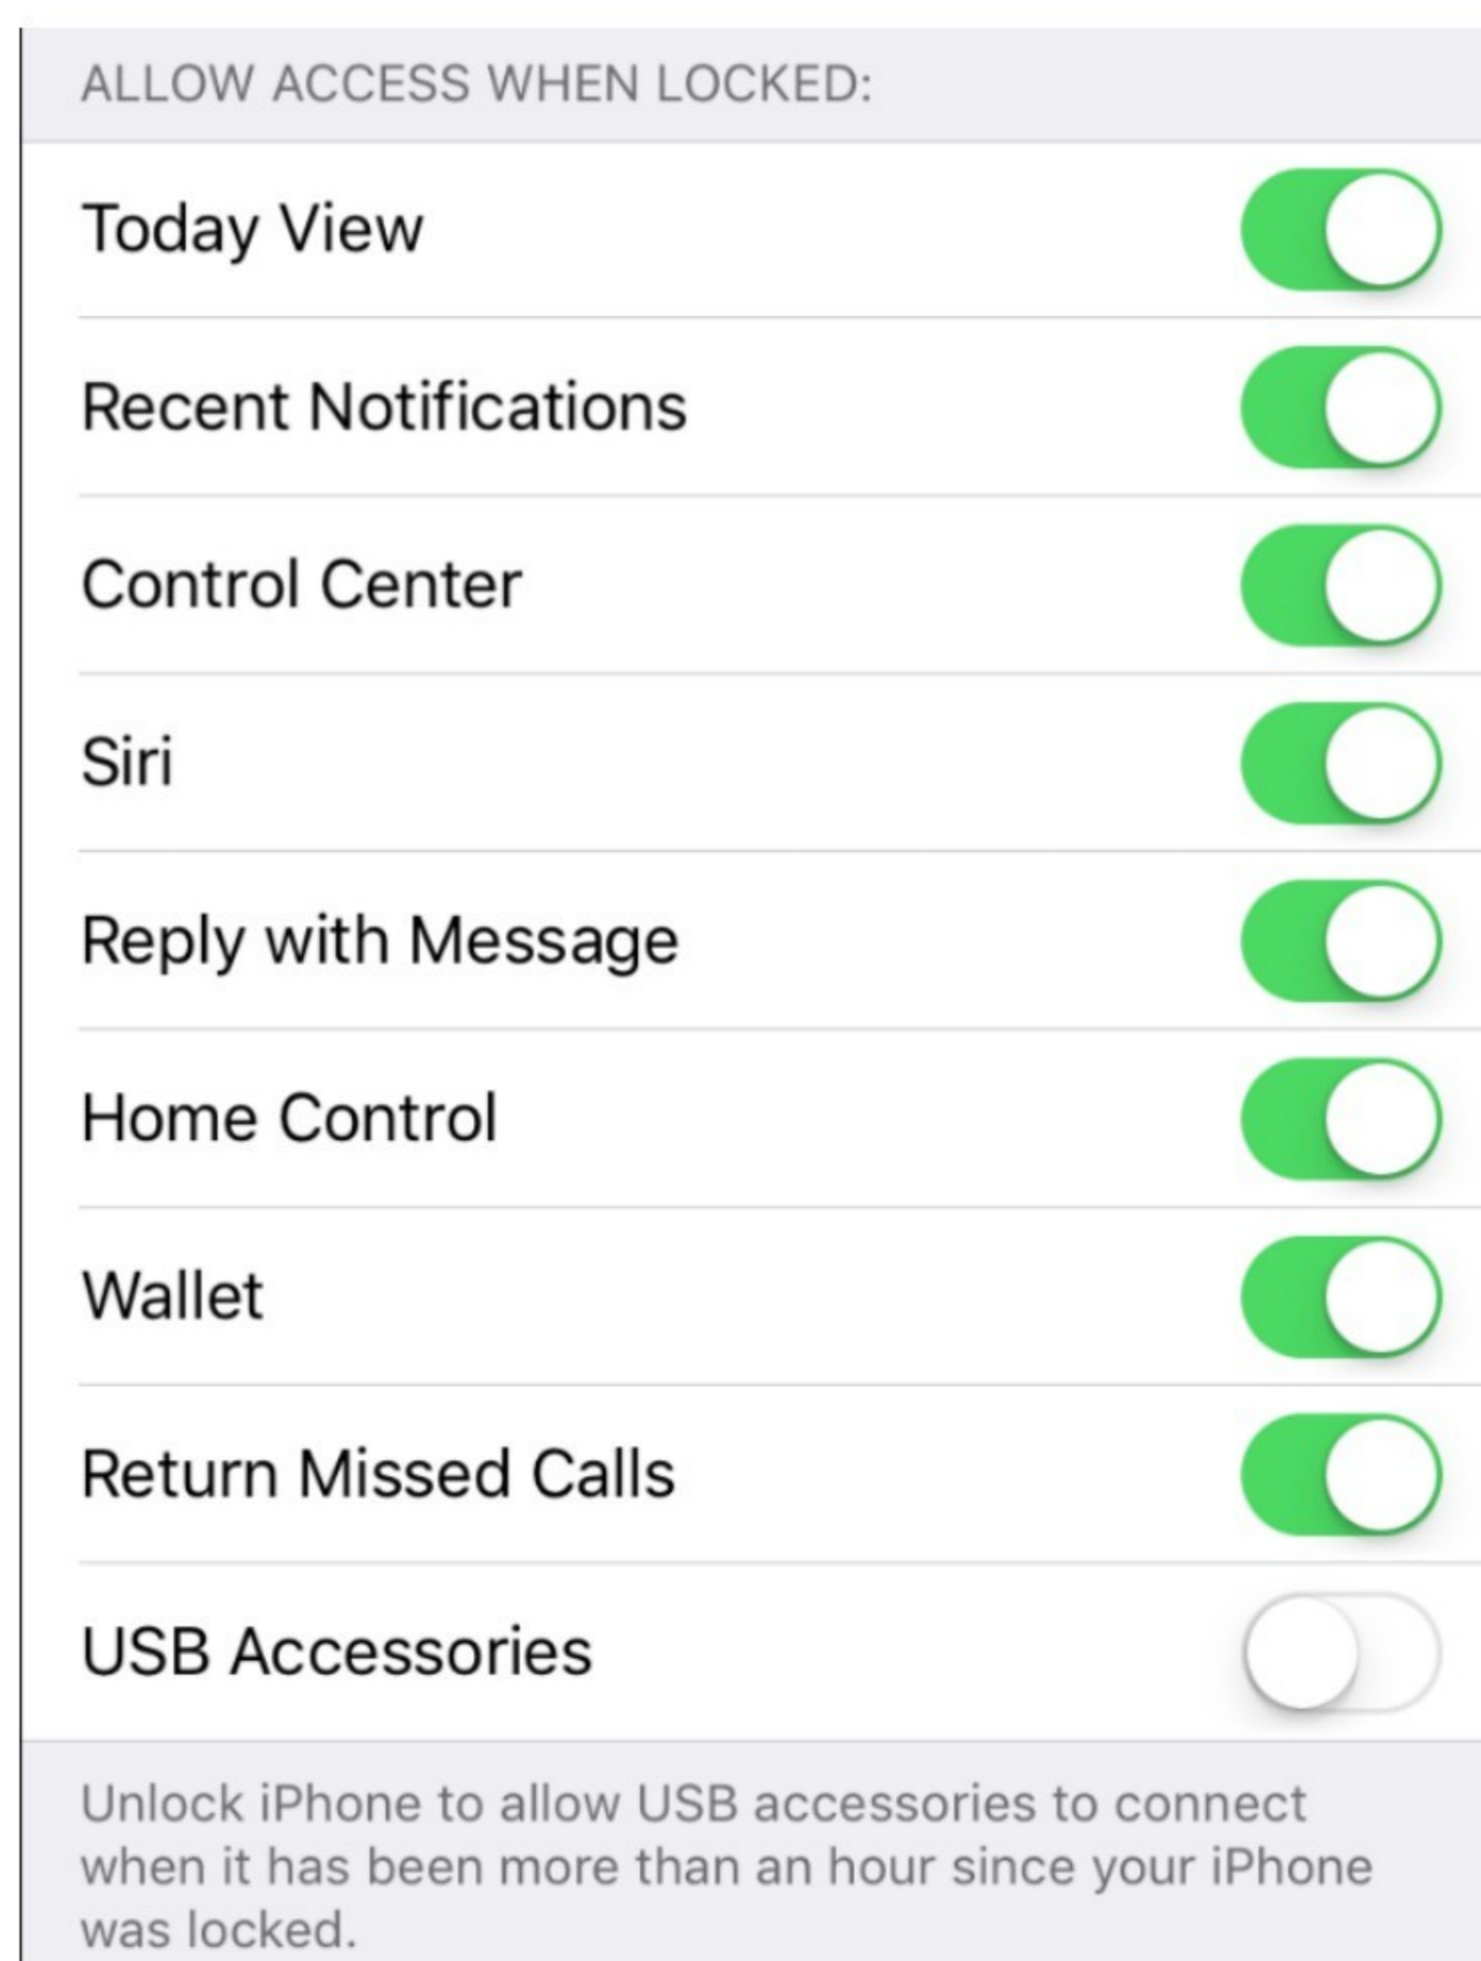 ALLOW ACCESS WHEN LOCKED:
Today View
Recent Notifications
Control Center
Siri
Reply with Message
Home Control
Wallet
Return Missed Calls
USB Accessories
Unlock iPhone to allow USB accessories to connect
when it has been more than an hour since your iPhone
was locked.